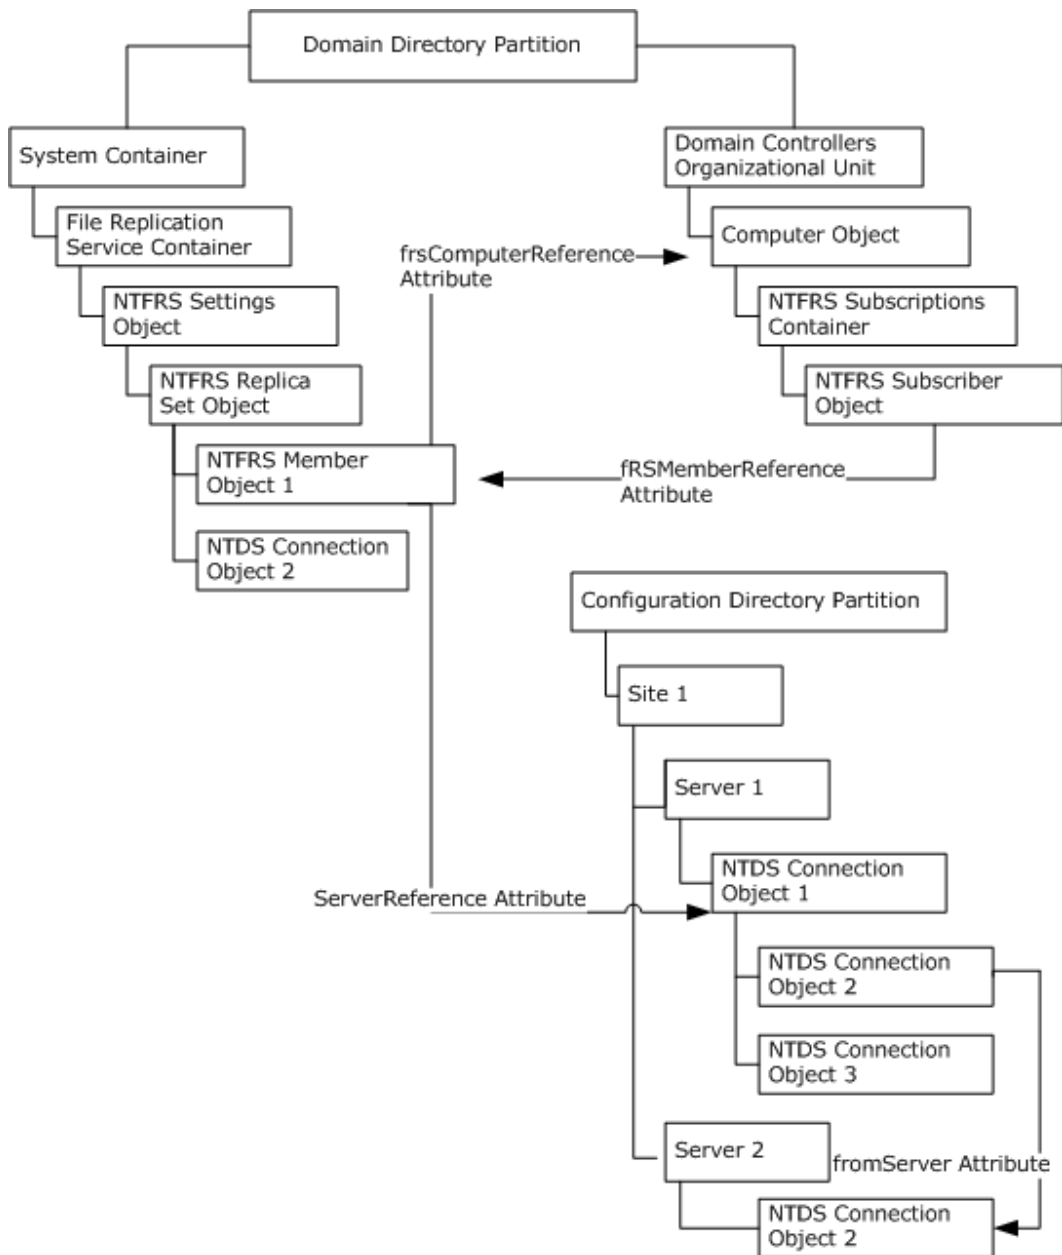 Domain Directory Partition
System Container
File Replication
Service Container
NTFRS Settings
Object
NTFRS Replica
Set Object
NTFRS Member
Object 1
NTDS Connection
Object 2
frsComputerReference
Attribute
Domain Controllers
Organizational Unit
Computer Object
NTFRS Subscriptions
Container
NTFRS Subscriber
Object
fRSMemberReference
Attribute
Configuration Directory Partition
Site 1
Server 1
NTDS Connection
Object 1
ServerReference Attribute
NTDS Connection
Object 2
NTDS Connection
Object 3
Server 2
fromServer Attribute
NTDS Connection
Object 2